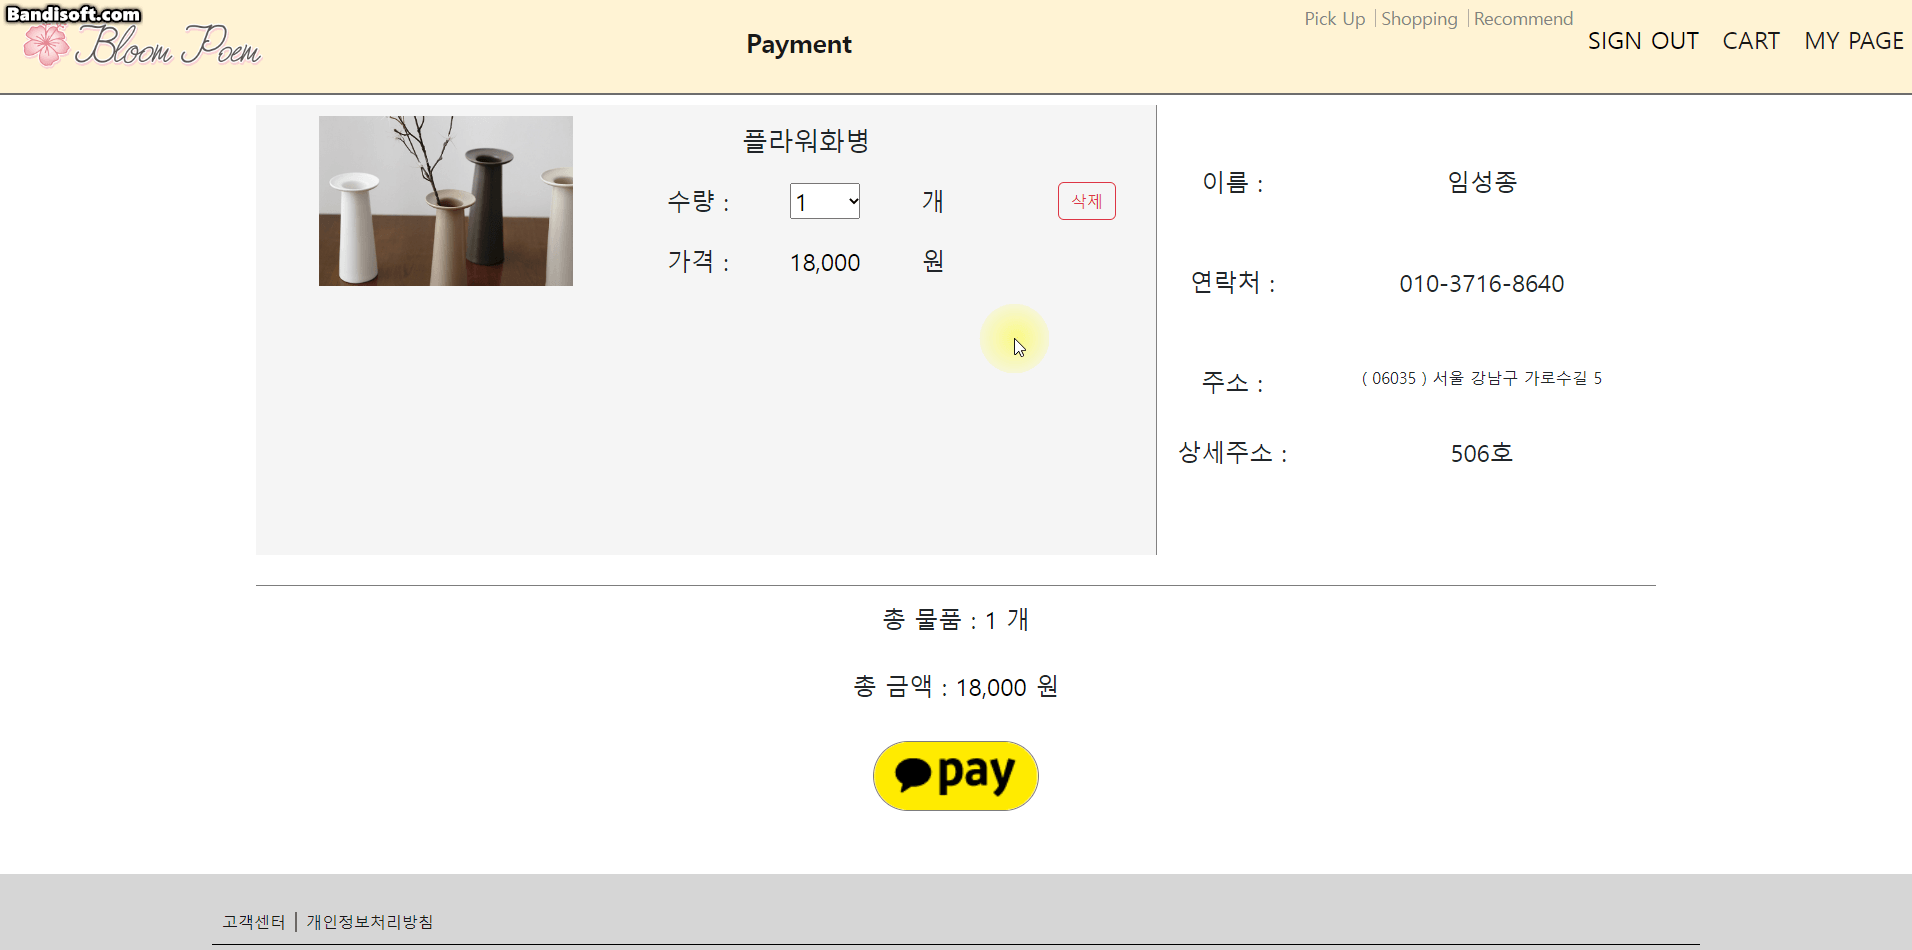 Bandisoft.com
Bloom Poem
Payment
Pick Up | Shopping | Recommend
SIGN OUT CART MY PAGE
플라워화병
수량 : 1 개 삭제
가격 : 18,000 원
이름 : 임성종
연락처 : 010-3716-8640
주소 : ( 06035 ) 서울 강남구 가로수길 5
상세주소 : 506호
총 물품 : 1 개
총 금액 : 18,000 원
pay
고객센터 | 개인정보처리방침